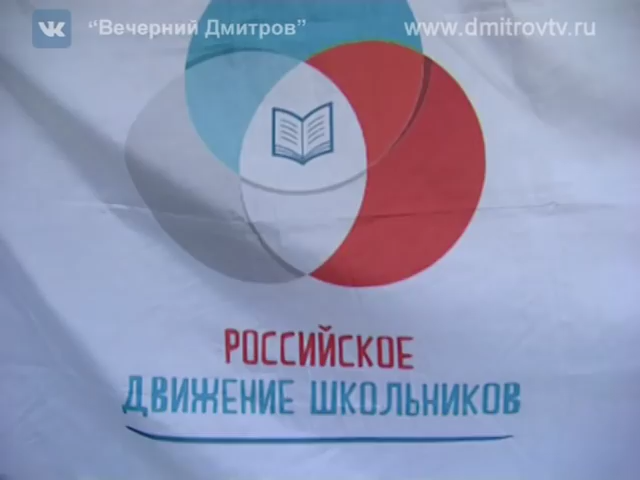 "Вечерний Дмитров"
www.dmitrovtv.ru
РОССИЙСКОЕ
ДВИЖЕНИЕ ШКОЛЬНИКОВ